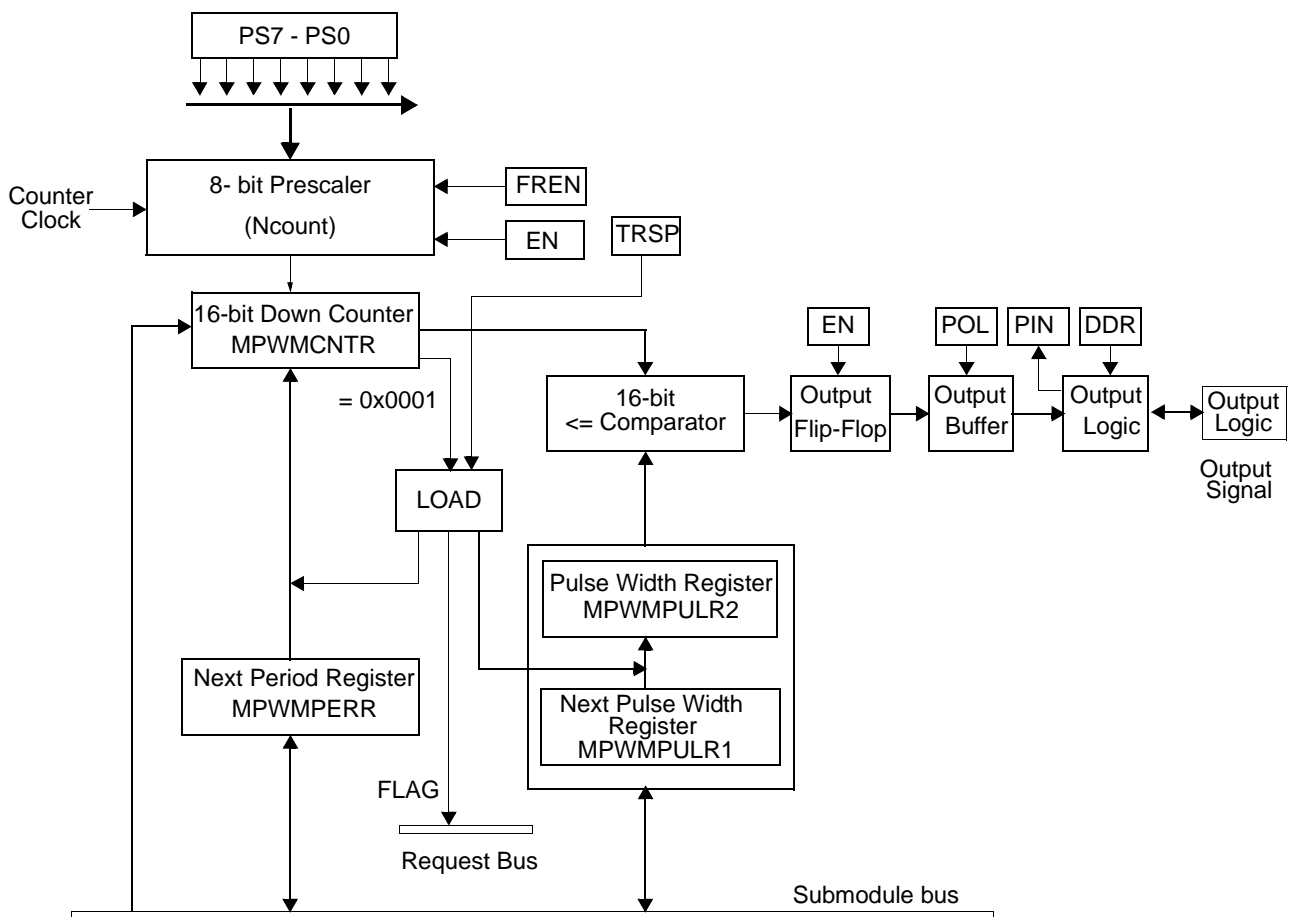 PS7 - PS0
8- bit Prescaler
(Ncount)
Counter
Clock
FREN
EN
TRSP
16-bit Down Counter
MPWMCNTR
= 0x0001
LOAD
16-bit
<= Comparator
EN
Output
Flip-Flop
POL
Output
Buffer
PIN
DDR
Output
Logic
Output
Logic
Output
Signal
Pulse Width Register
MPWMPULR2
Next Pulse Width
Register
MPWMPULR1
Next Period Register
MPWMPERR
FLAG
Request Bus
Submodule bus